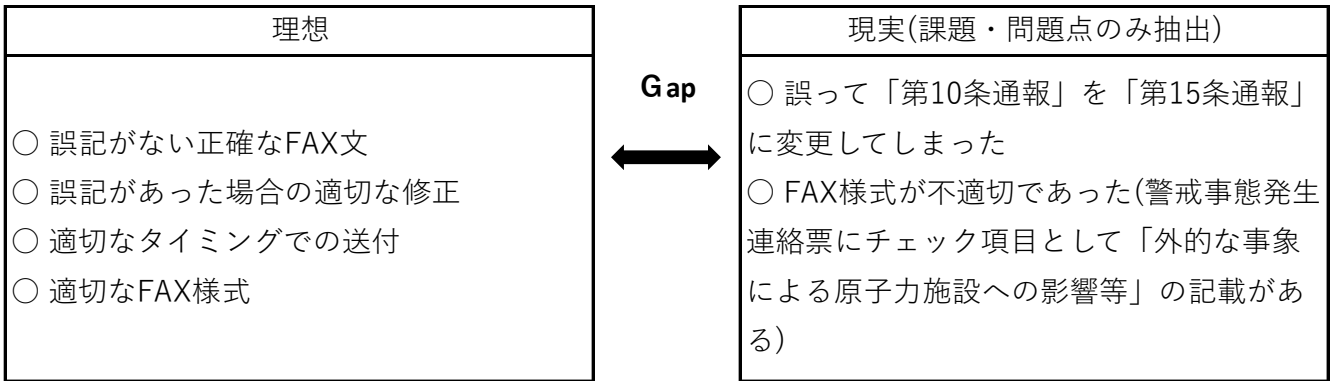 理想
○ 誤記がない正確なFAX文
○ 誤記があった場合の適切な修正
○ 適切なタイミングでの送付
○ 適切なFAX様式
Gap
現実(課題・問題点のみ抽出)
○ 誤って「第10条通報」を「第15条通報」
に変更してしまった
○ FAX様式が不適切であった(警戒事態発生
連絡票にチェック項目として「外的な事象
による原子力施設への影響等」の記載があ
る)